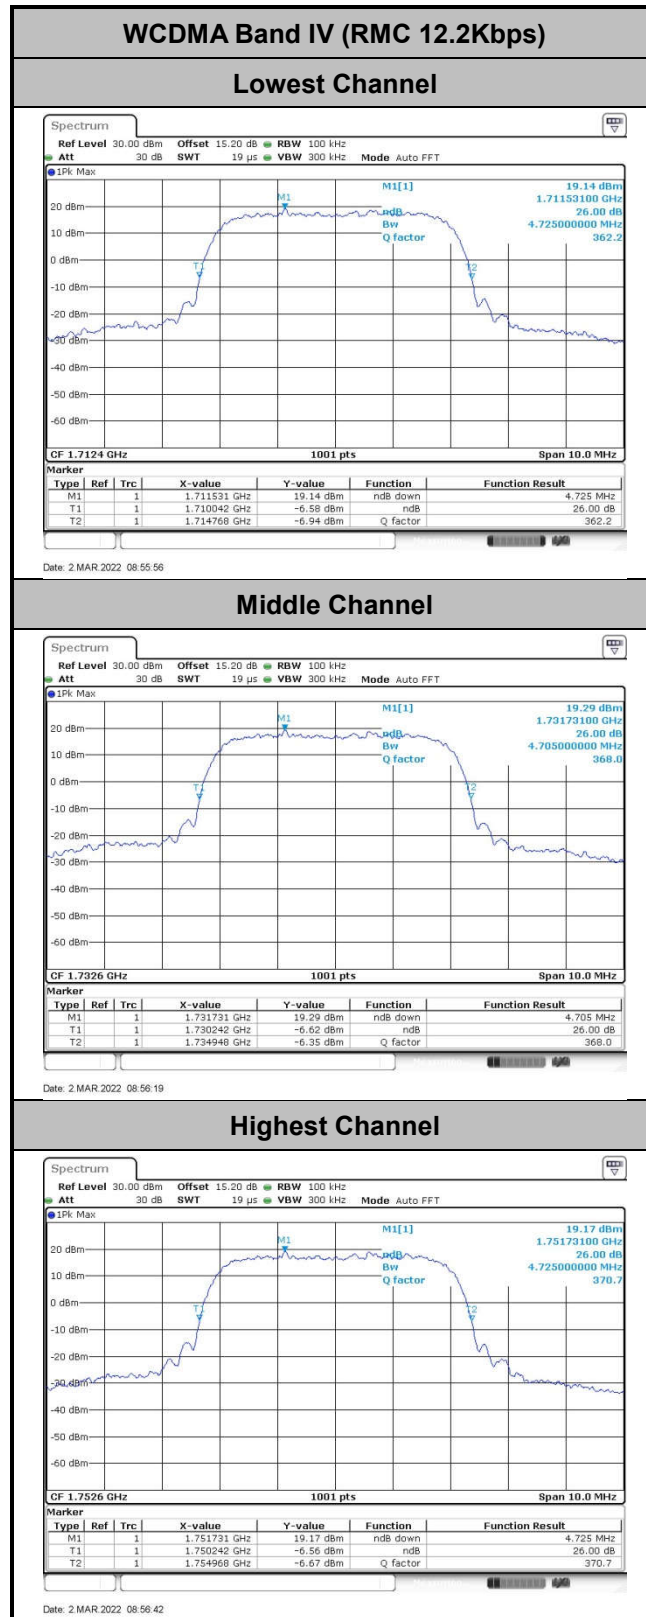 WCDMA Band IV (RMC 12.2Kbps)
Lowest Channel
Spectrum
Ref Level 30.00 dBm Offset 15.20 dB RBW 100 kHz
Att 30 dB SWT 19 µs VBW 300 kHz Mode Auto FFT
1Pk Max
M1[1] 19.14 dBm
1.71153100 GHz
ndB 26.00 dB
Bw 4.725000000 MHz
Q factor 362.2
M1
T1
T2
20 dBm
10 dBm
0 dBm
-10 dBm
-20 dBm
-30 dBm
-40 dBm
-50 dBm
-60 dBm
CF 1.7124 GHz 1001 pts Span 10.0 MHz
Marker
Type Ref Trc X-value Y-value Function Function Result
M1 1 1.711531 GHz 19.14 dBm ndB down 4.725 MHz
T1 1 1.710042 GHz -6.58 dBm ndB 26.00 dB
T2 1 1.714768 GHz -6.94 dBm Q factor 362.2
Date: 2.MAR.2022 08:55:56
Middle Channel
Spectrum
Ref Level 30.00 dBm Offset 15.20 dB RBW 100 kHz
Att 30 dB SWT 19 µs VBW 300 kHz Mode Auto FFT
1Pk Max
M1[1] 19.29 dBm
1.73173100 GHz
ndB 26.00 dB
Bw 4.705000000 MHz
Q factor 368.0
M1
T1
T2
20 dBm
10 dBm
0 dBm
-10 dBm
-20 dBm
-30 dBm
-40 dBm
-50 dBm
-60 dBm
CF 1.7326 GHz 1001 pts Span 10.0 MHz
Marker
Type Ref Trc X-value Y-value Function Function Result
M1 1 1.731731 GHz 19.29 dBm ndB down 4.705 MHz
T1 1 1.730242 GHz -6.62 dBm ndB 26.00 dB
T2 1 1.734948 GHz -6.35 dBm Q factor 368.0
Date: 2.MAR.2022 08:56:19
Highest Channel
Spectrum
Ref Level 30.00 dBm Offset 15.20 dB RBW 100 kHz
Att 30 dB SWT 19 µs VBW 300 kHz Mode Auto FFT
1Pk Max
M1[1] 19.17 dBm
1.75173100 GHz
ndB 26.00 dB
Bw 4.725000000 MHz
Q factor 370.7
M1
T1
T2
20 dBm
10 dBm
0 dBm
-10 dBm
-20 dBm
-30 dBm
-40 dBm
-50 dBm
-60 dBm
CF 1.7526 GHz 1001 pts Span 10.0 MHz
Marker
Type Ref Trc X-value Y-value Function Function Result
M1 1 1.751731 GHz 19.17 dBm ndB down 4.725 MHz
T1 1 1.750242 GHz -6.56 dBm ndB 26.00 dB
T2 1 1.754968 GHz -6.67 dBm Q factor 370.7
Date: 2.MAR.2022 08:56:42